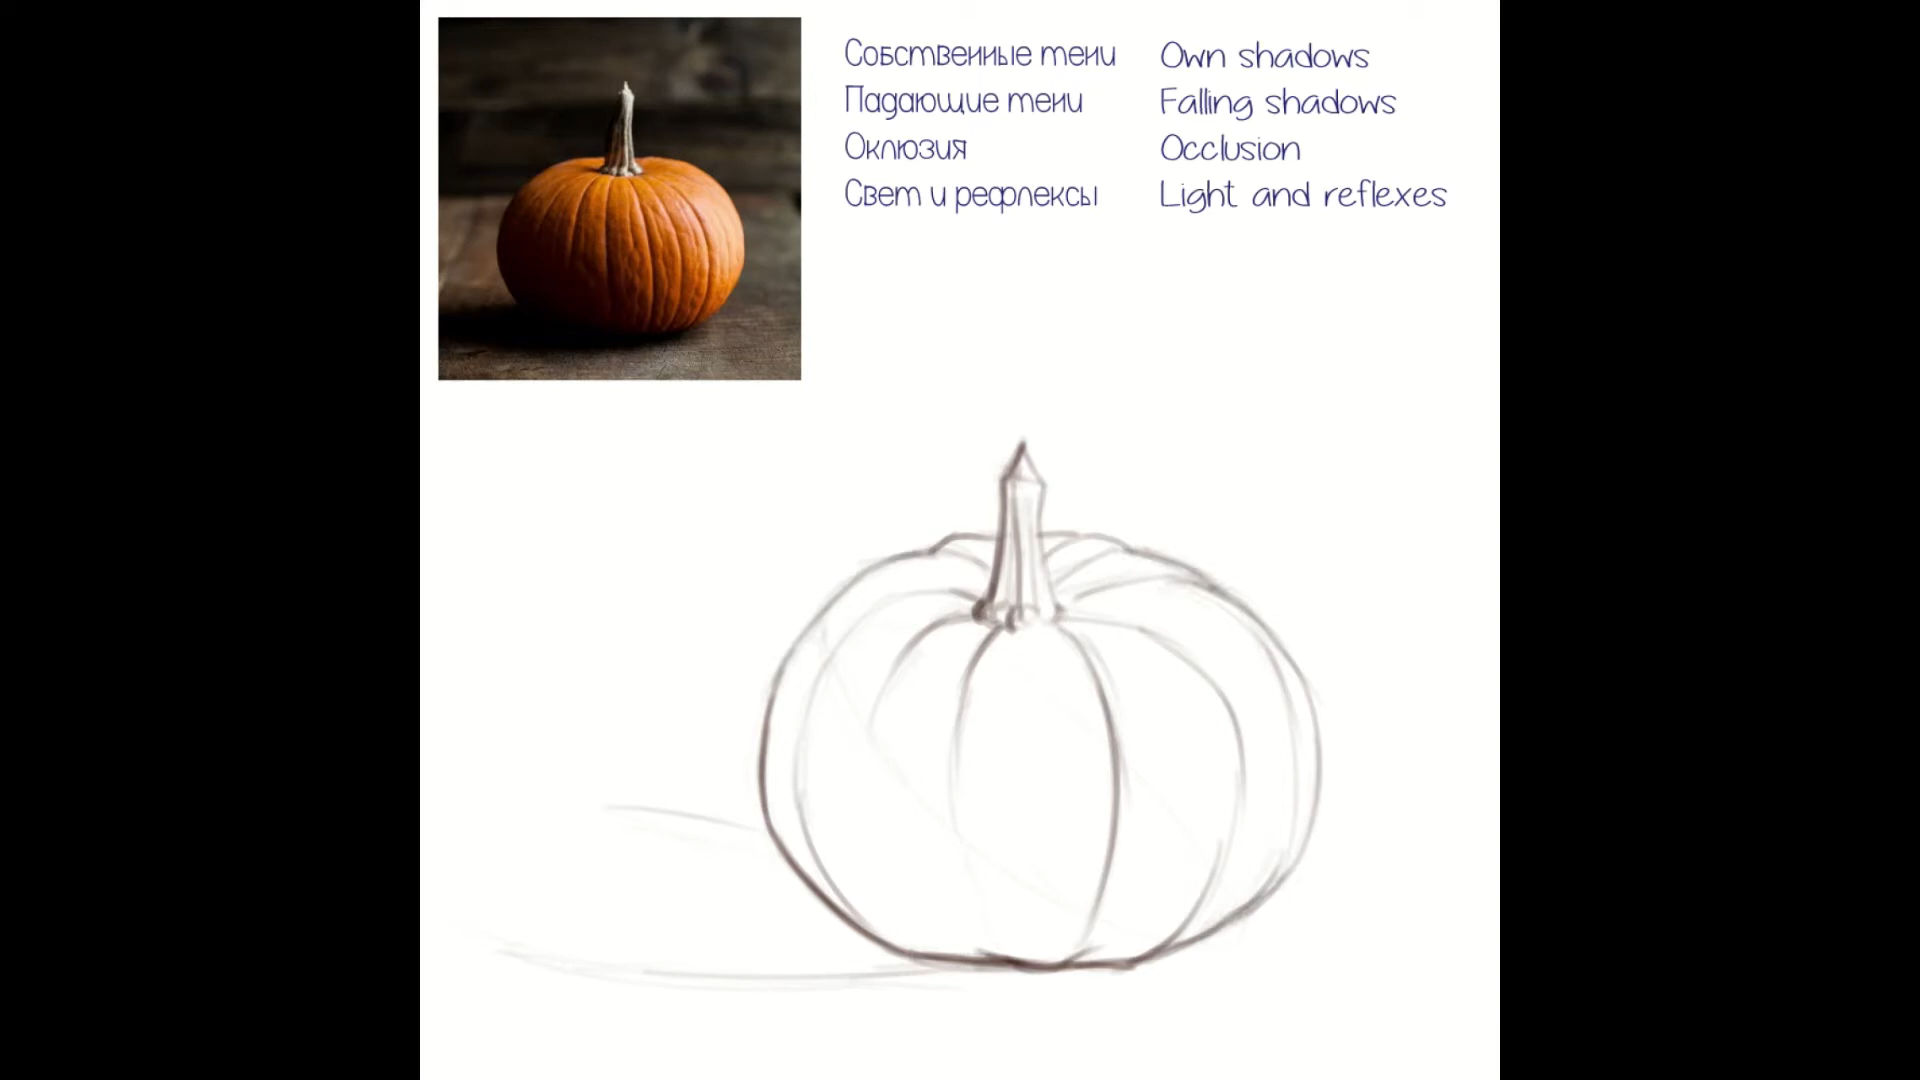 Собственные тени
Падающие тени
Оклюзия
Свет и рефлексы
Own shadows
Falling shadows
Occlusion
Light and reflexes